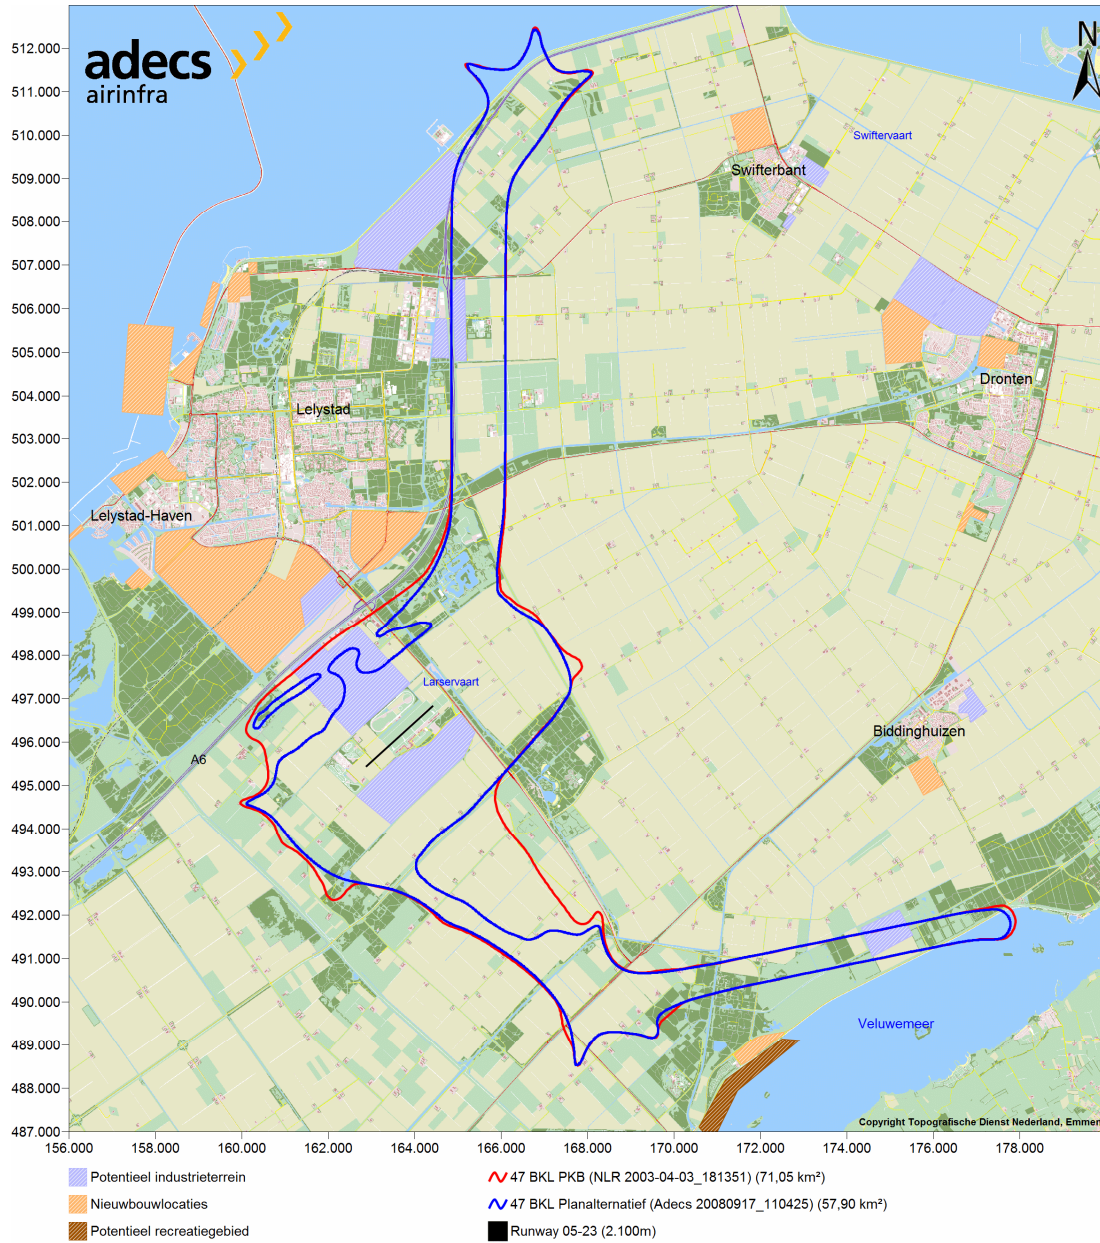 adecs
airinfra
N
512.000
511.000
510.000
509.000
508.000
507.000
506.000
505.000
504.000
503.000
502.000
501.000
500.000
499.000
498.000
497.000
496.000
495.000
494.000
493.000
492.000
491.000
490.000
489.000
488.000
487.000
Swiftervaart
Swifterbant
Dronten
Lelystad
Lelystad-Haven
Larservaart
Biddinghuizen
A6
Veluwemeer
Copyright Topografische Dienst Nederland, Emmen
156.000 158.000 160.000 162.000 164.000 166.000 168.000 170.000 172.000 174.000 176.000 178.000
Potentieel industrieterrein
Nieuwbouwlocaties
Potentieel recreatiegebied
47 BKL PKB (NLR 2003-04-03_181351) (71,05 km²)
47 BKL Planalternatief (Adecs 20080917_110425) (57,90 km²)
Runway 05-23 (2.100m)